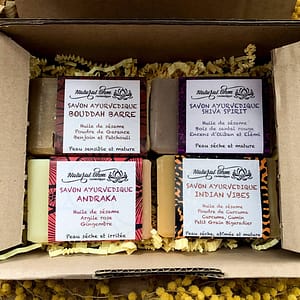 Natural Om
SAVON AYURVEDIQUE
BOUDDAH BARRE
Huile de sésame
Poudre de Garance
Benjoin et Patchouli
Peau sensible et mature
Natural Om
SAVON AYURVEDIQUE
SHIVA SPIRIT
Huile de sésame
Bois de santal rouge
Encens d'Oliban et Elémi
Peau sèche et mature
Natural Om
SAVON AYURVEDIQUE
ANDRAKA
Huile de sésame
Argile rose
Gingembre
Peau sèche et irritée
Natural Om
SAVON AYURVEDIQUE
INDIAN VIBES
Huile de sésame
Poudre de Curcuma
Curcuma, Cumin
Petit Grain Bigaradier
Peau sèche, abimée et mature